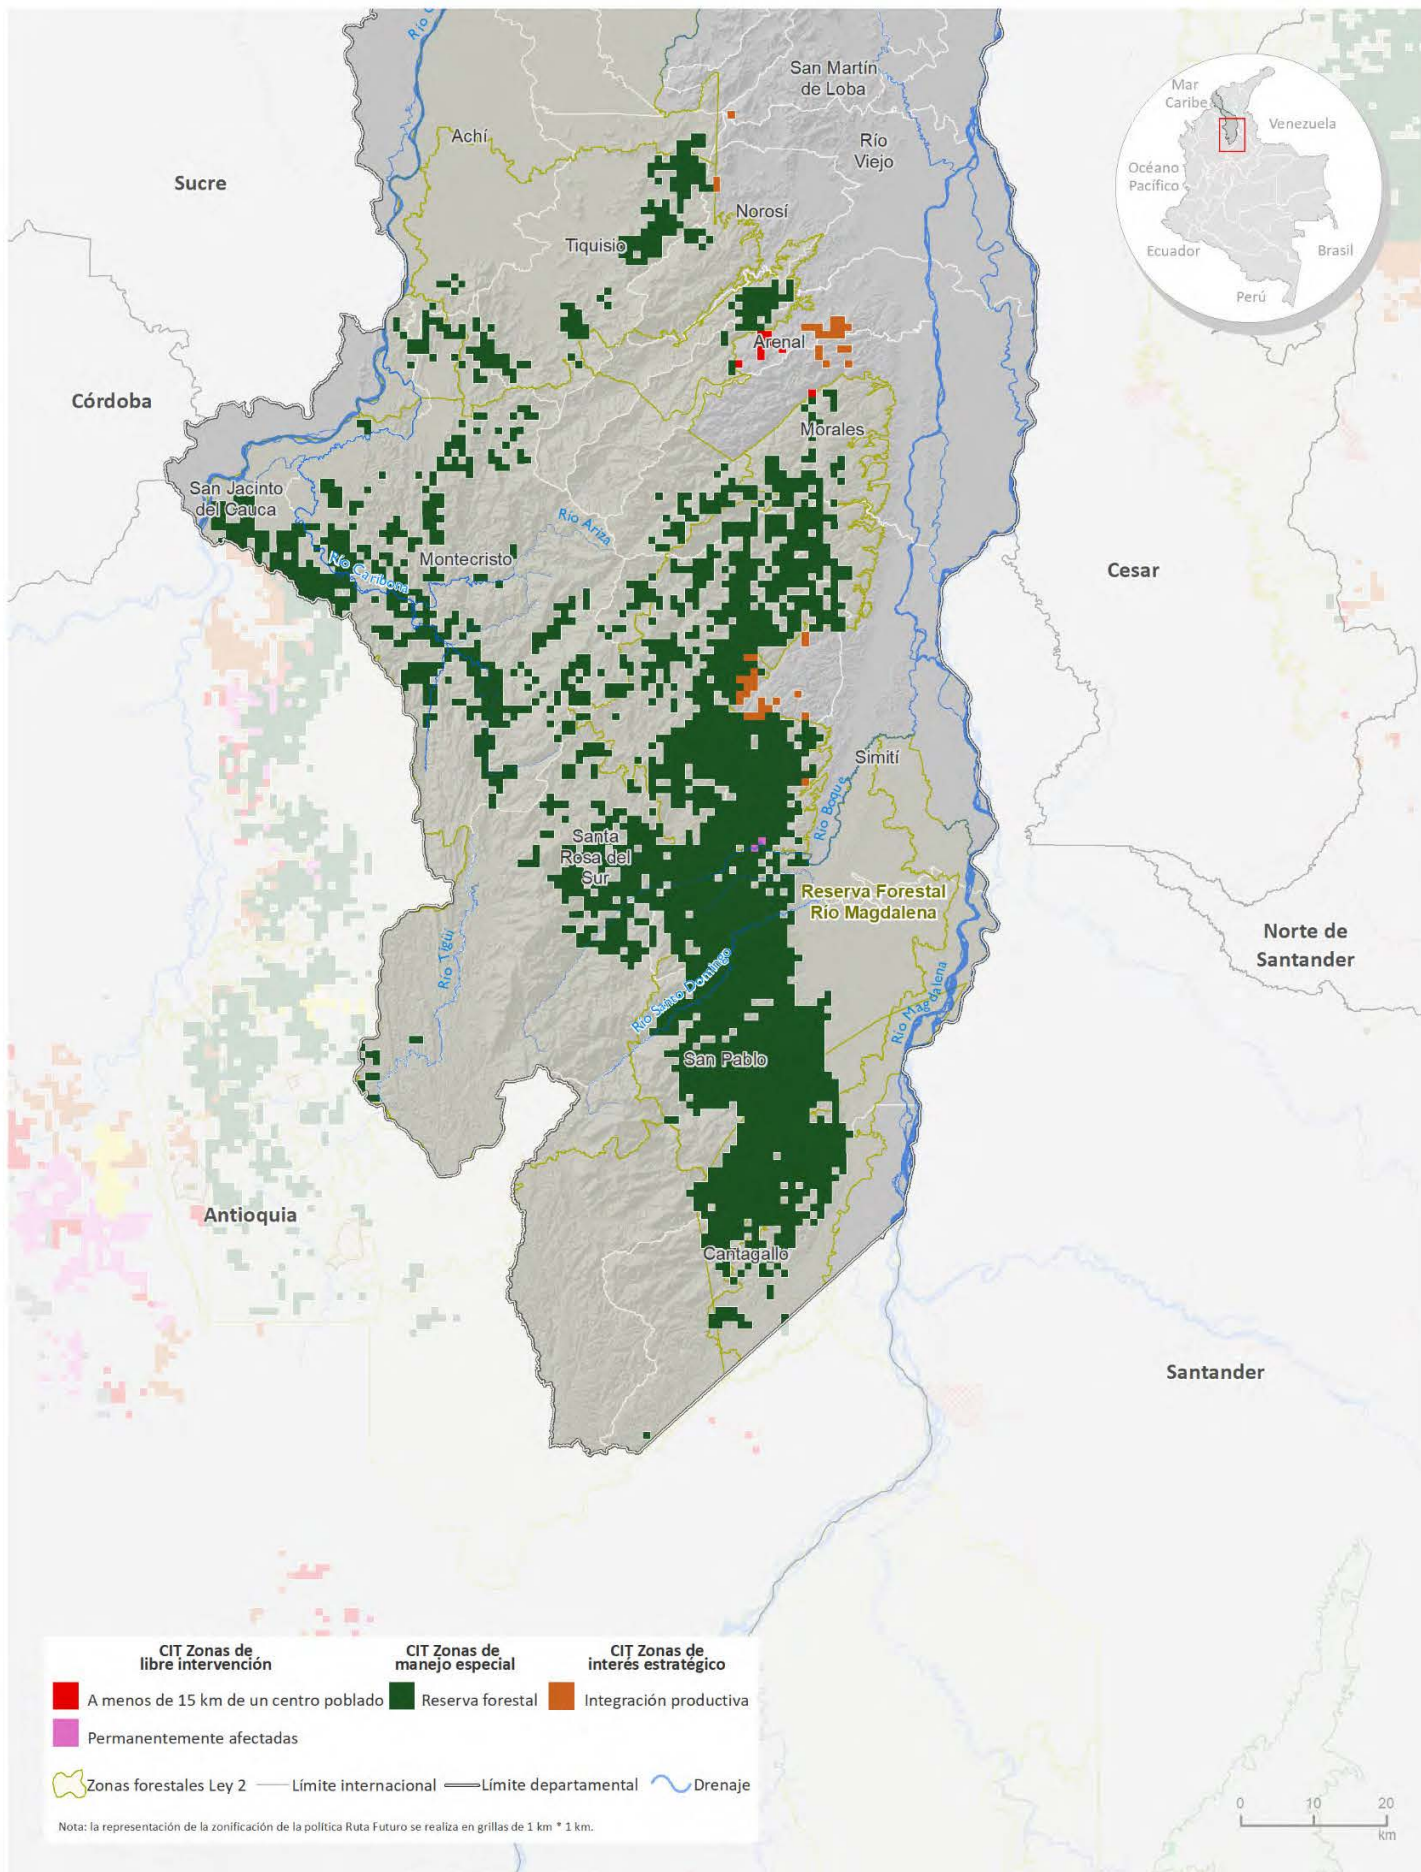 Río
San Martín
de Loba
Mar
Caribe
Venezuela
Océano
Pacífico
Ecuador
Brasil
Perú
Achí
Río
Viejo
Sucre
Norosí
Tiquisio
Arenal
Córdoba
Morales
San Jacinto
del Cauca
Río Ariza
Montecristo
Río Caribona
Cesar
Simití
Río Boque
Santa
Rosa del
Sur
Reserva Forestal
Río Magdalena
Norte de
Santander
Río Tigüí
Río Santo Domingo
Río Magdalena
San Pablo
Antioquia
Cantagallo
Santander
CIT Zonas de
libre intervención
CIT Zonas de
manejo especial
CIT Zonas de
interés estratégico
A menos de 15 km de un centro poblado
Reserva forestal
Integración productiva
Permanentemente afectadas
Zonas forestales Ley 2
Límite internacional
Límite departamental
Drenaje
Nota: la representación de la zonificación de la política Ruta Futuro se realiza en grillas de 1 km * 1 km.
0 10 20
km